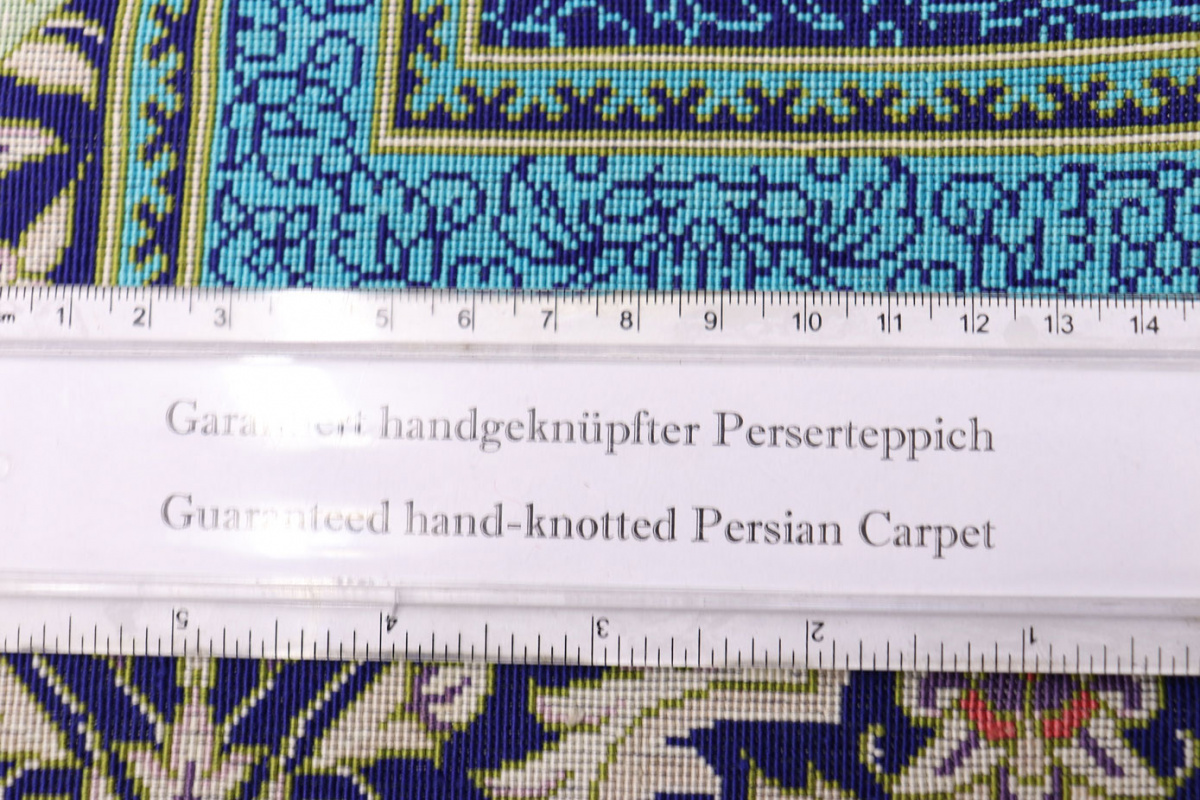 m 1 2 3 5 6 7 8 9 10 11 12 13 14
handgeknüpfter Perserteppich
Guaranteed hand-knotted Persian Carpet
5 4 3 2 1